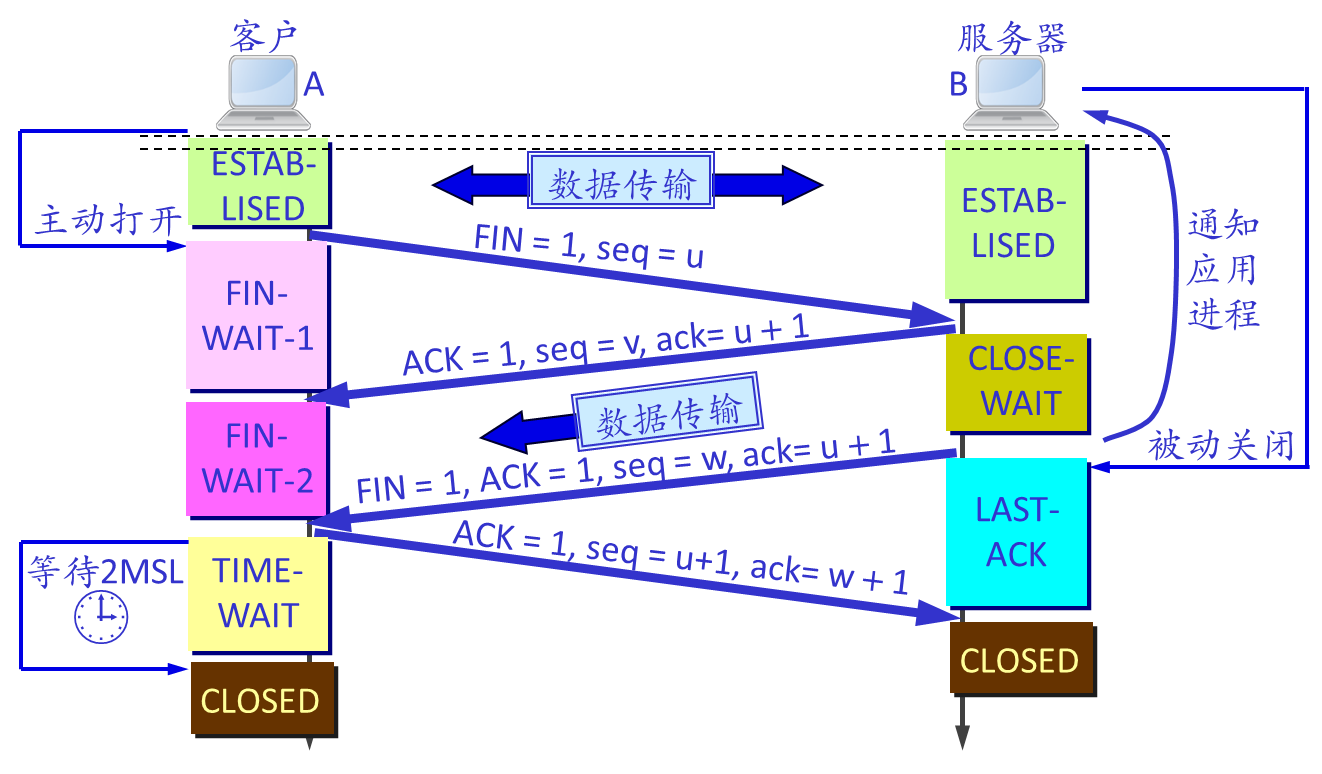 客户
服务器
A
B
ESTAB-
LISED
数据传输
ESTAB-
LISED
主动打开
FIN = 1, seq = u
通知
应用
进程
FIN-
WAIT-1
ACK = 1, seq = v, ack= u + 1
CLOSE-
WAIT
数据传输
FIN-
WAIT-2
被动关闭
FIN = 1, ACK = 1, seq = w, ack= u + 1
LAST-
ACK
ACK = 1, seq = u+1, ack= w + 1
等待2MSL
TIME-
WAIT
CLOSED
CLOSED